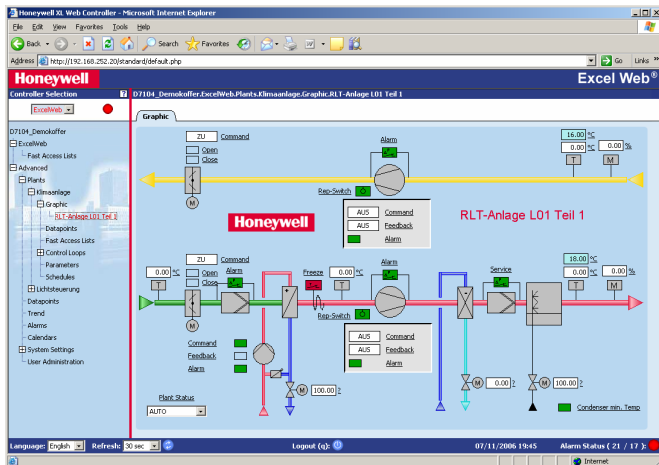 Honeywell XL Web Controller - Microsoft Internet Explorer
File Edit View Favorites Tools Help
Back Search Favorites
Address http://192.168.252.20/standard/default.php Go Links »
Honeywell Excel Web®
Controller Selection ? D7104_Demokoffer.ExcelWeb.Plants.Klimaanlage.Graphic.RLT-Anlage L01 Teil 1
ExcelWeb
Graphic
D7104_Demokoffer
ExcelWeb
Fast Access Lists
Advanced
Plants
Klimaanlage
Graphic
RLT-Anlage L01 Teil 1
Datapoints
Fast Access Lists
Control Loops
Parameters
Schedules
Lichtsteuerung
Datapoints
Trend
Alarms
Calendars
System Settings
User Administration
ZU Command
Open
Close
M
Alarm
Rep-Switch
16.00 °C
0.00 °C 0.00 %
T M
AUS Command
AUS Feedback
Alarm
Honeywell
RLT-Anlage L01 Teil 1
ZU Command
0.00 °C Open Alarm
T Close
M
Freeze 0.00 °C
T
Alarm
Rep-Switch
Service
18.00 °C
0.00 °C 0.00 %
T M
Command
Feedback
Alarm
AUS Command
AUS Feedback
Alarm
M 100.00 ?
M 0.00 ?
M 100.00 ?
Plant Status
AUTO
Condenser min. Temp
Language: English Refresh: 30 sec Logout (q): 07/11/2006 19:45 Alarm Status ( 21 / 17 ):
Internet